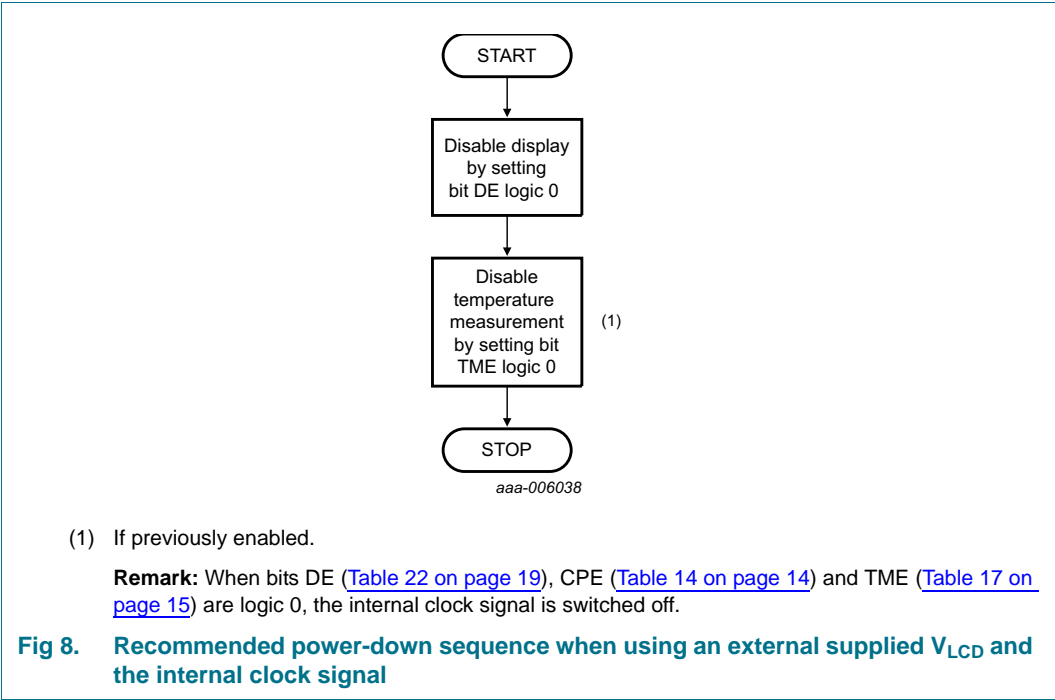 START
Disable display
by setting
bit DE logic 0
Disable
temperature
measurement
by setting bit
TME logic 0
(1)
STOP
aaa-006038
(1) If previously enabled.
Remark: When bits DE (Table 22 on page 19), CPE (Table 14 on page 14) and TME (Table 17 on
page 15) are logic 0, the internal clock signal is switched off.
Fig 8. Recommended power-down sequence when using an external supplied VLCD and
the internal clock signal